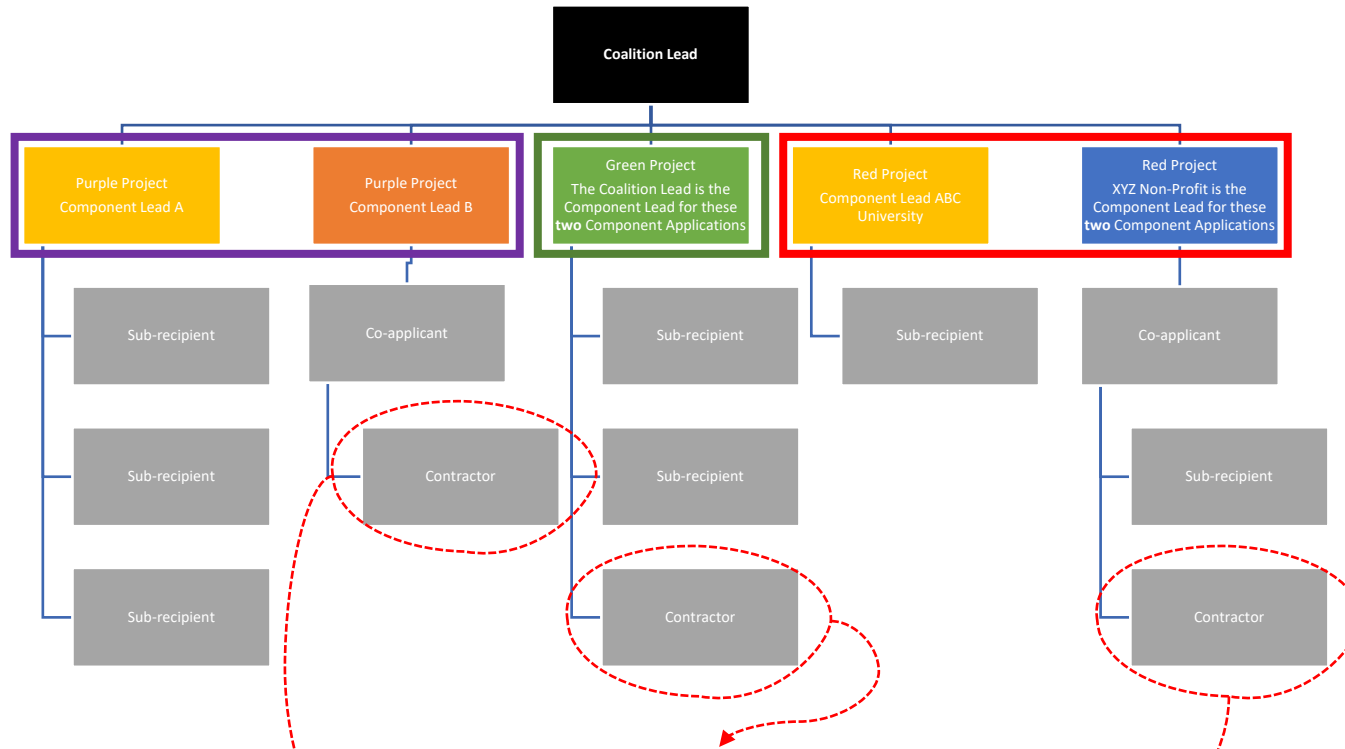 Coalition Lead
Purple Project
Component Lead A
Purple Project
Component Lead B
Green Project
The Coalition Lead is the
Component Lead for these
two Component Applications
Red Project
Component Lead ABC
University
Red Project
XYZ Non-Profit is the
Component Lead for these
two Component Applications
Sub-recipient
Co-applicant
Sub-recipient
Sub-recipient
Co-applicant
Sub-recipient
Contractor
Sub-recipient
Sub-recipient
Sub-recipient
Contractor
Contractor